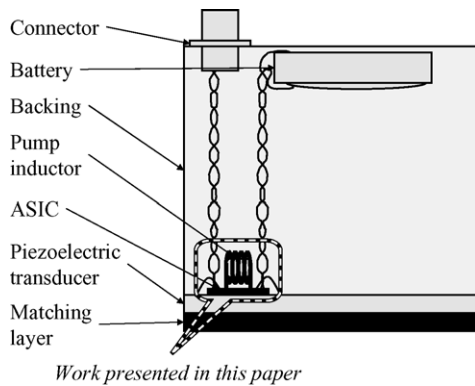 Connector
Battery
Backing
Pump
inductor
ASIC
Piezoelectric
transducer
Matching
layer
Work presented in this paper